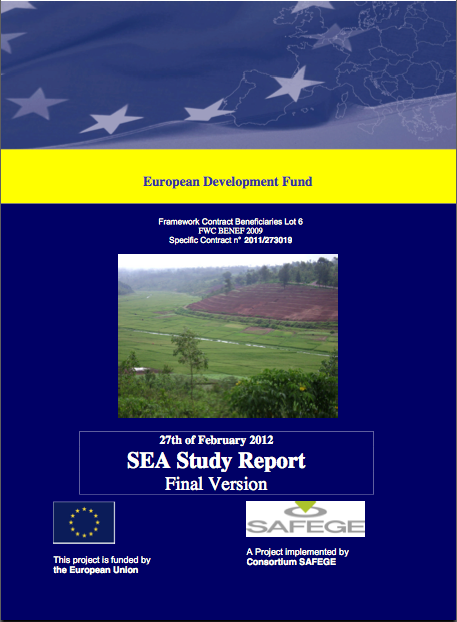 European Development Fund
Framework Contract Beneficiaries Lot 6
FWC BENEF 2009
Specific Contract n° 2011/273019
27th of February 2012
SEA Study Report
Final Version
SAFEGE
This project is funded by
the European Union
A Project implemented by
Consortium SAFEGE